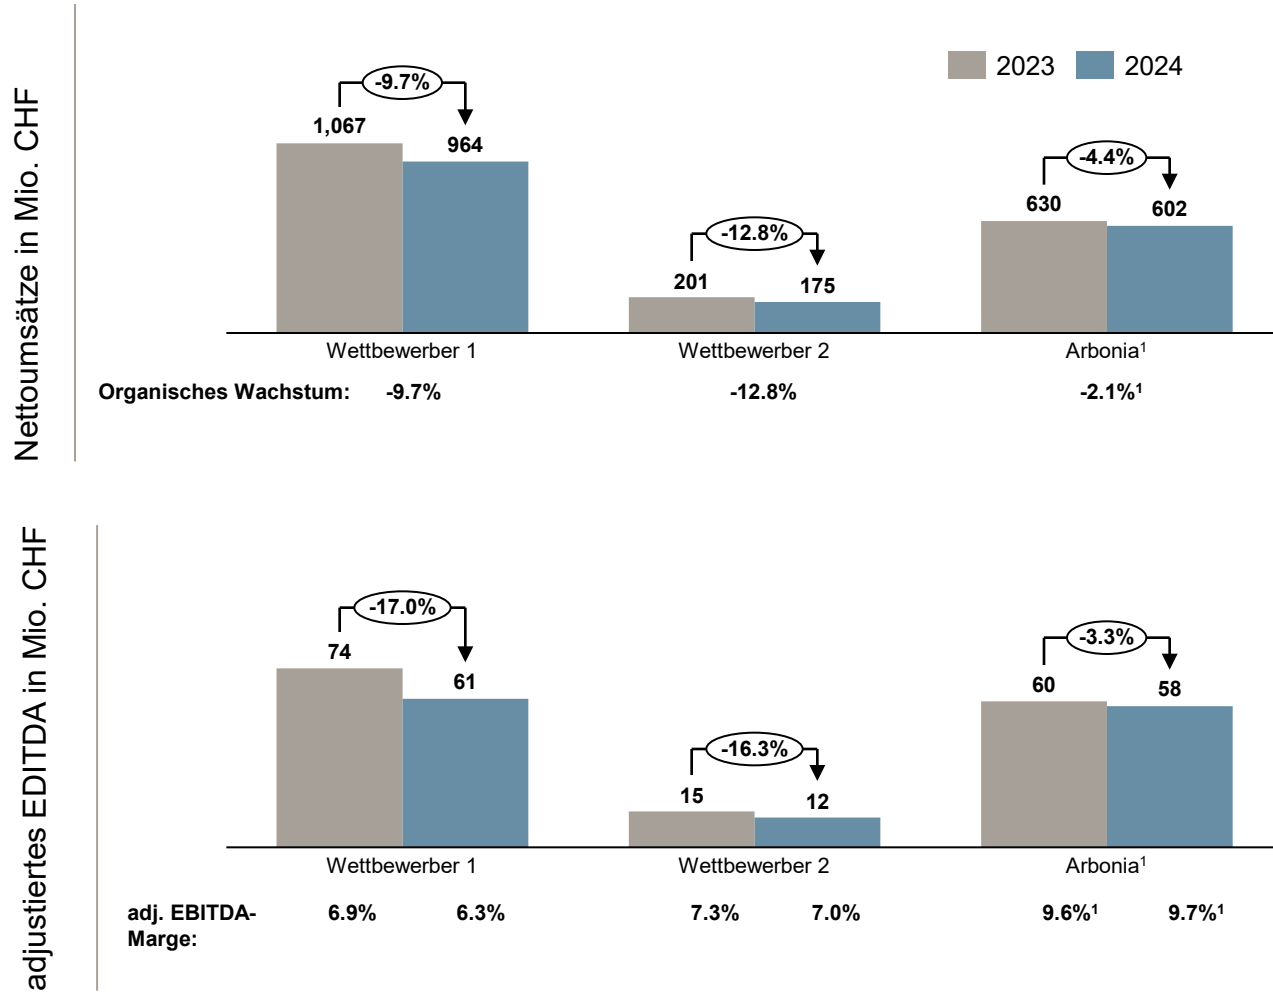 Nettoumsätze in Mio. CHF
2023 2024
-9.7%
1,067
964
-12.8%
201
175
-4.4%
630
602
Wettbewerber 1
Wettbewerber 2
Arbonia¹
Organisches Wachstum: -9.7% -12.8% -2.1%¹
adjustiertes EDITDA in Mio. CHF
-17.0%
74
61
-16.3%
15
12
-3.3%
60
58
Wettbewerber 1
Wettbewerber 2
Arbonia¹
adj. EBITDA- 6.9% 6.3% 7.3% 7.0% 9.6%¹ 9.7%¹
Marge: